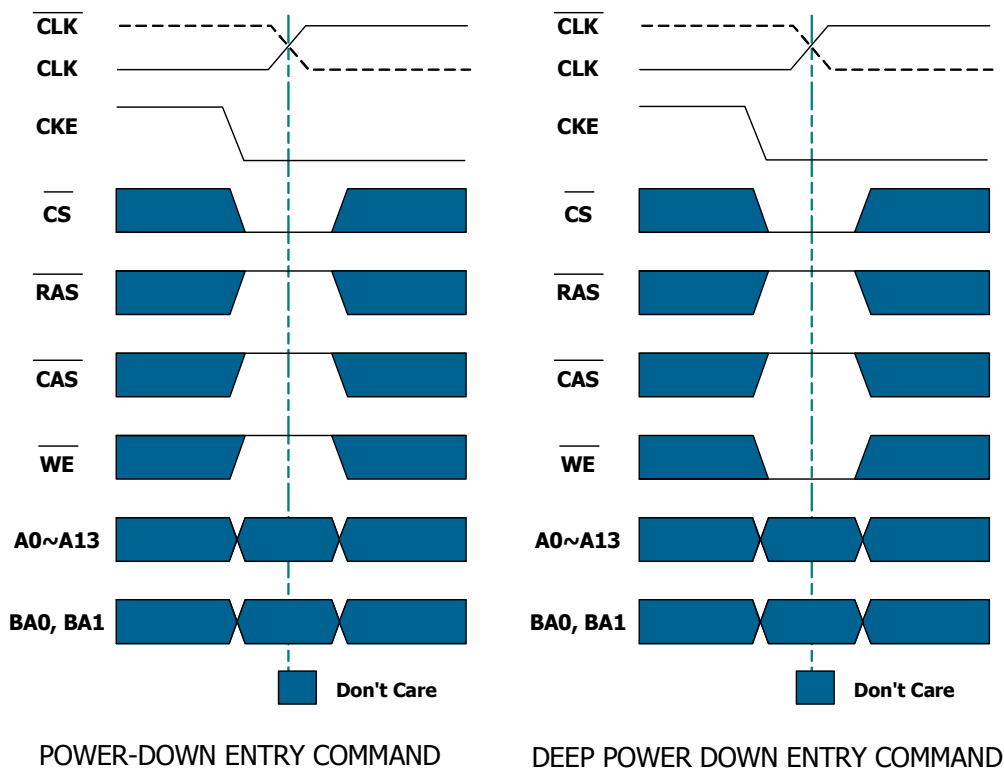 CLK
CLK
CKE
CS
RAS
CAS
WE
A0~A13
BA0, BA1
Don't Care
POWER-DOWN ENTRY COMMAND
CLK
CLK
CKE
CS
RAS
CAS
WE
A0~A13
BA0, BA1
Don't Care
DEEP POWER DOWN ENTRY COMMAND